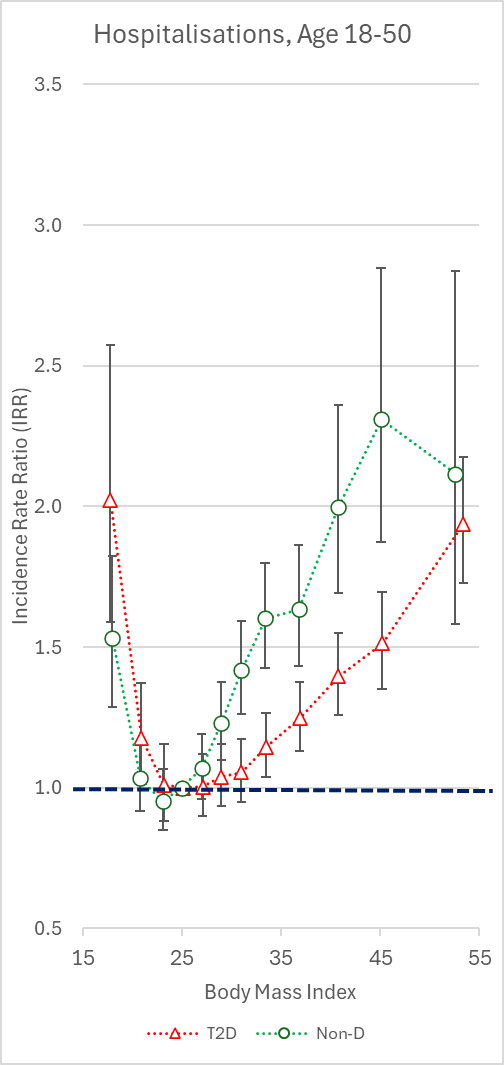 Hospitalisations, Age 18-50
3.5
3.0
2.5
2.0
1.5
1.0
0.5
Incidence Rate Ratio (IRR)
15 25 35 45 55
Body Mass Index
T2D Non-D